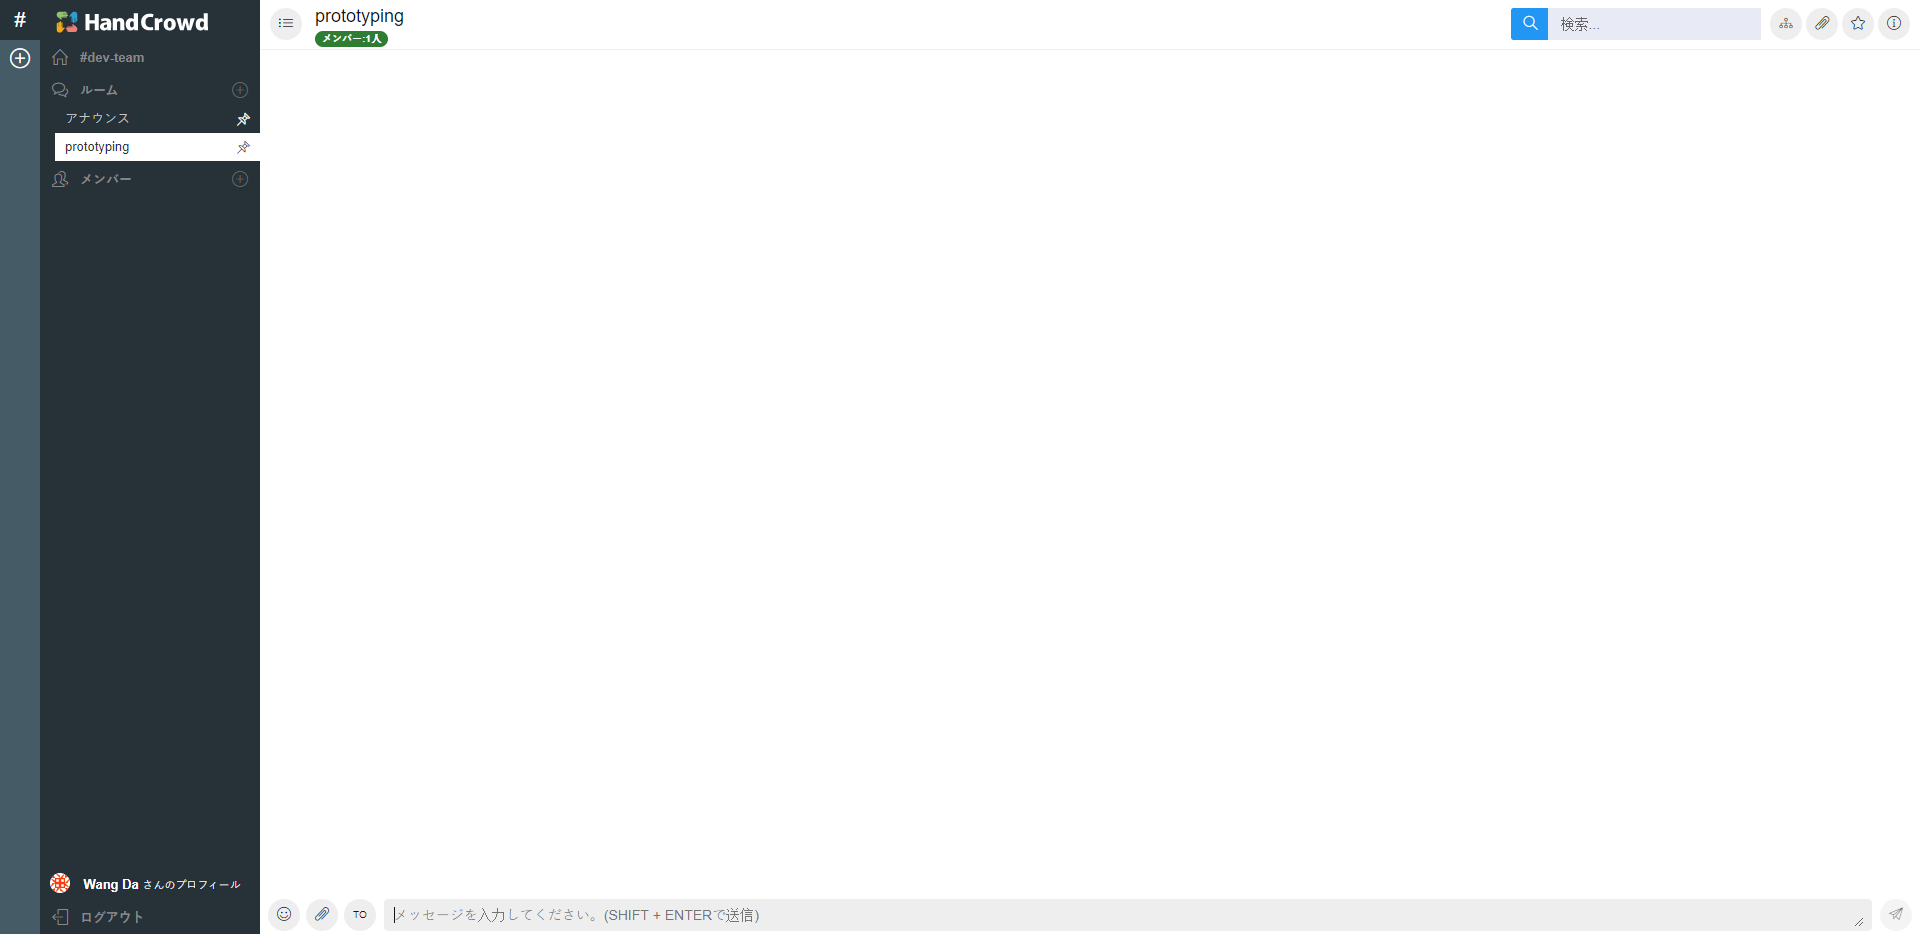 #
HandCrowd
#dev-team
ルーム
アナウンス
prototyping
メンバー
Wang Da さんのプロフィール
ログアウト
prototyping
メンバー:1人
検索...
TO
メッセージを入力してください。(SHIFT + ENTERで送信)